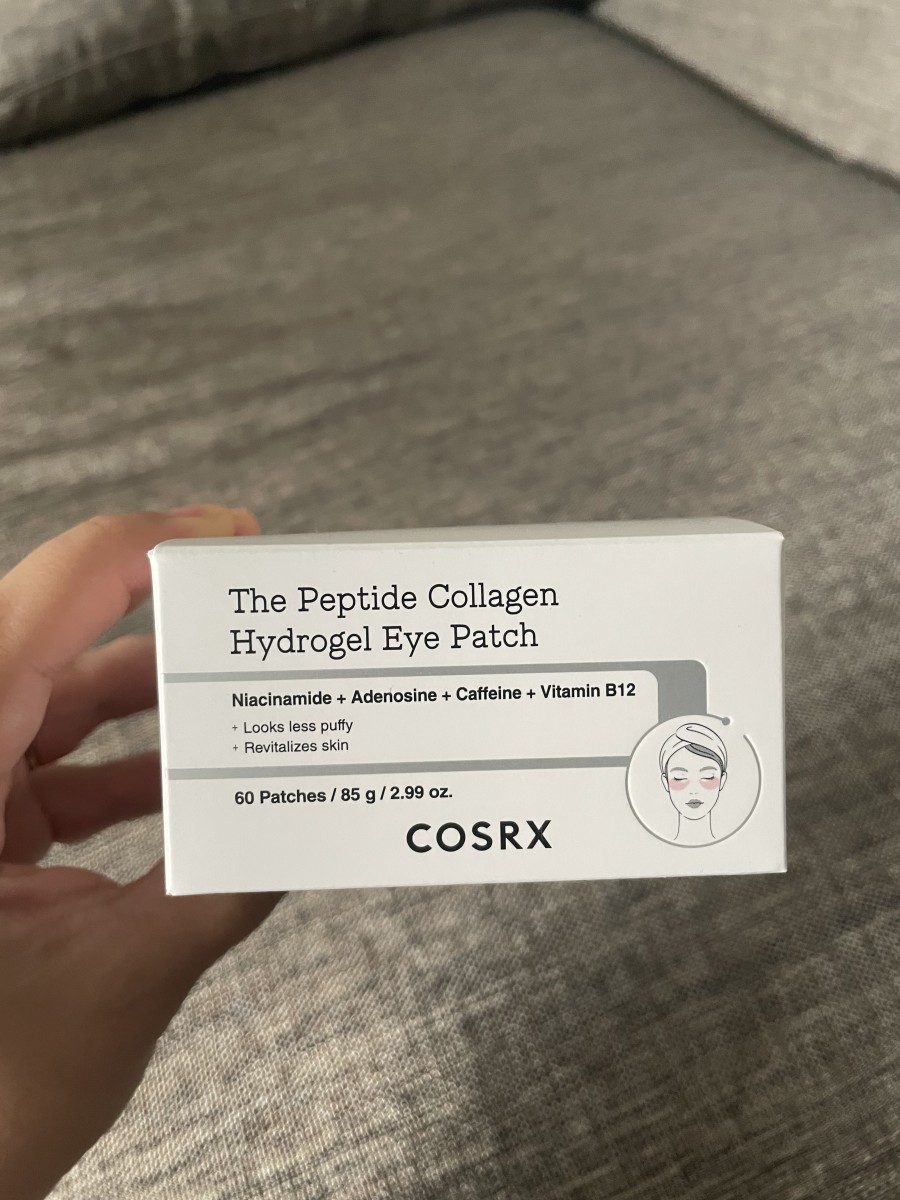 The Peptide Collagen
Hydrogel Eye Patch
Niacinamide + Adenosine + Caffeine + Vitamin B12
+ Looks less puffy
+ Revitalizes skin
60 Patches / 85 g / 2.99 oz.
COSRX